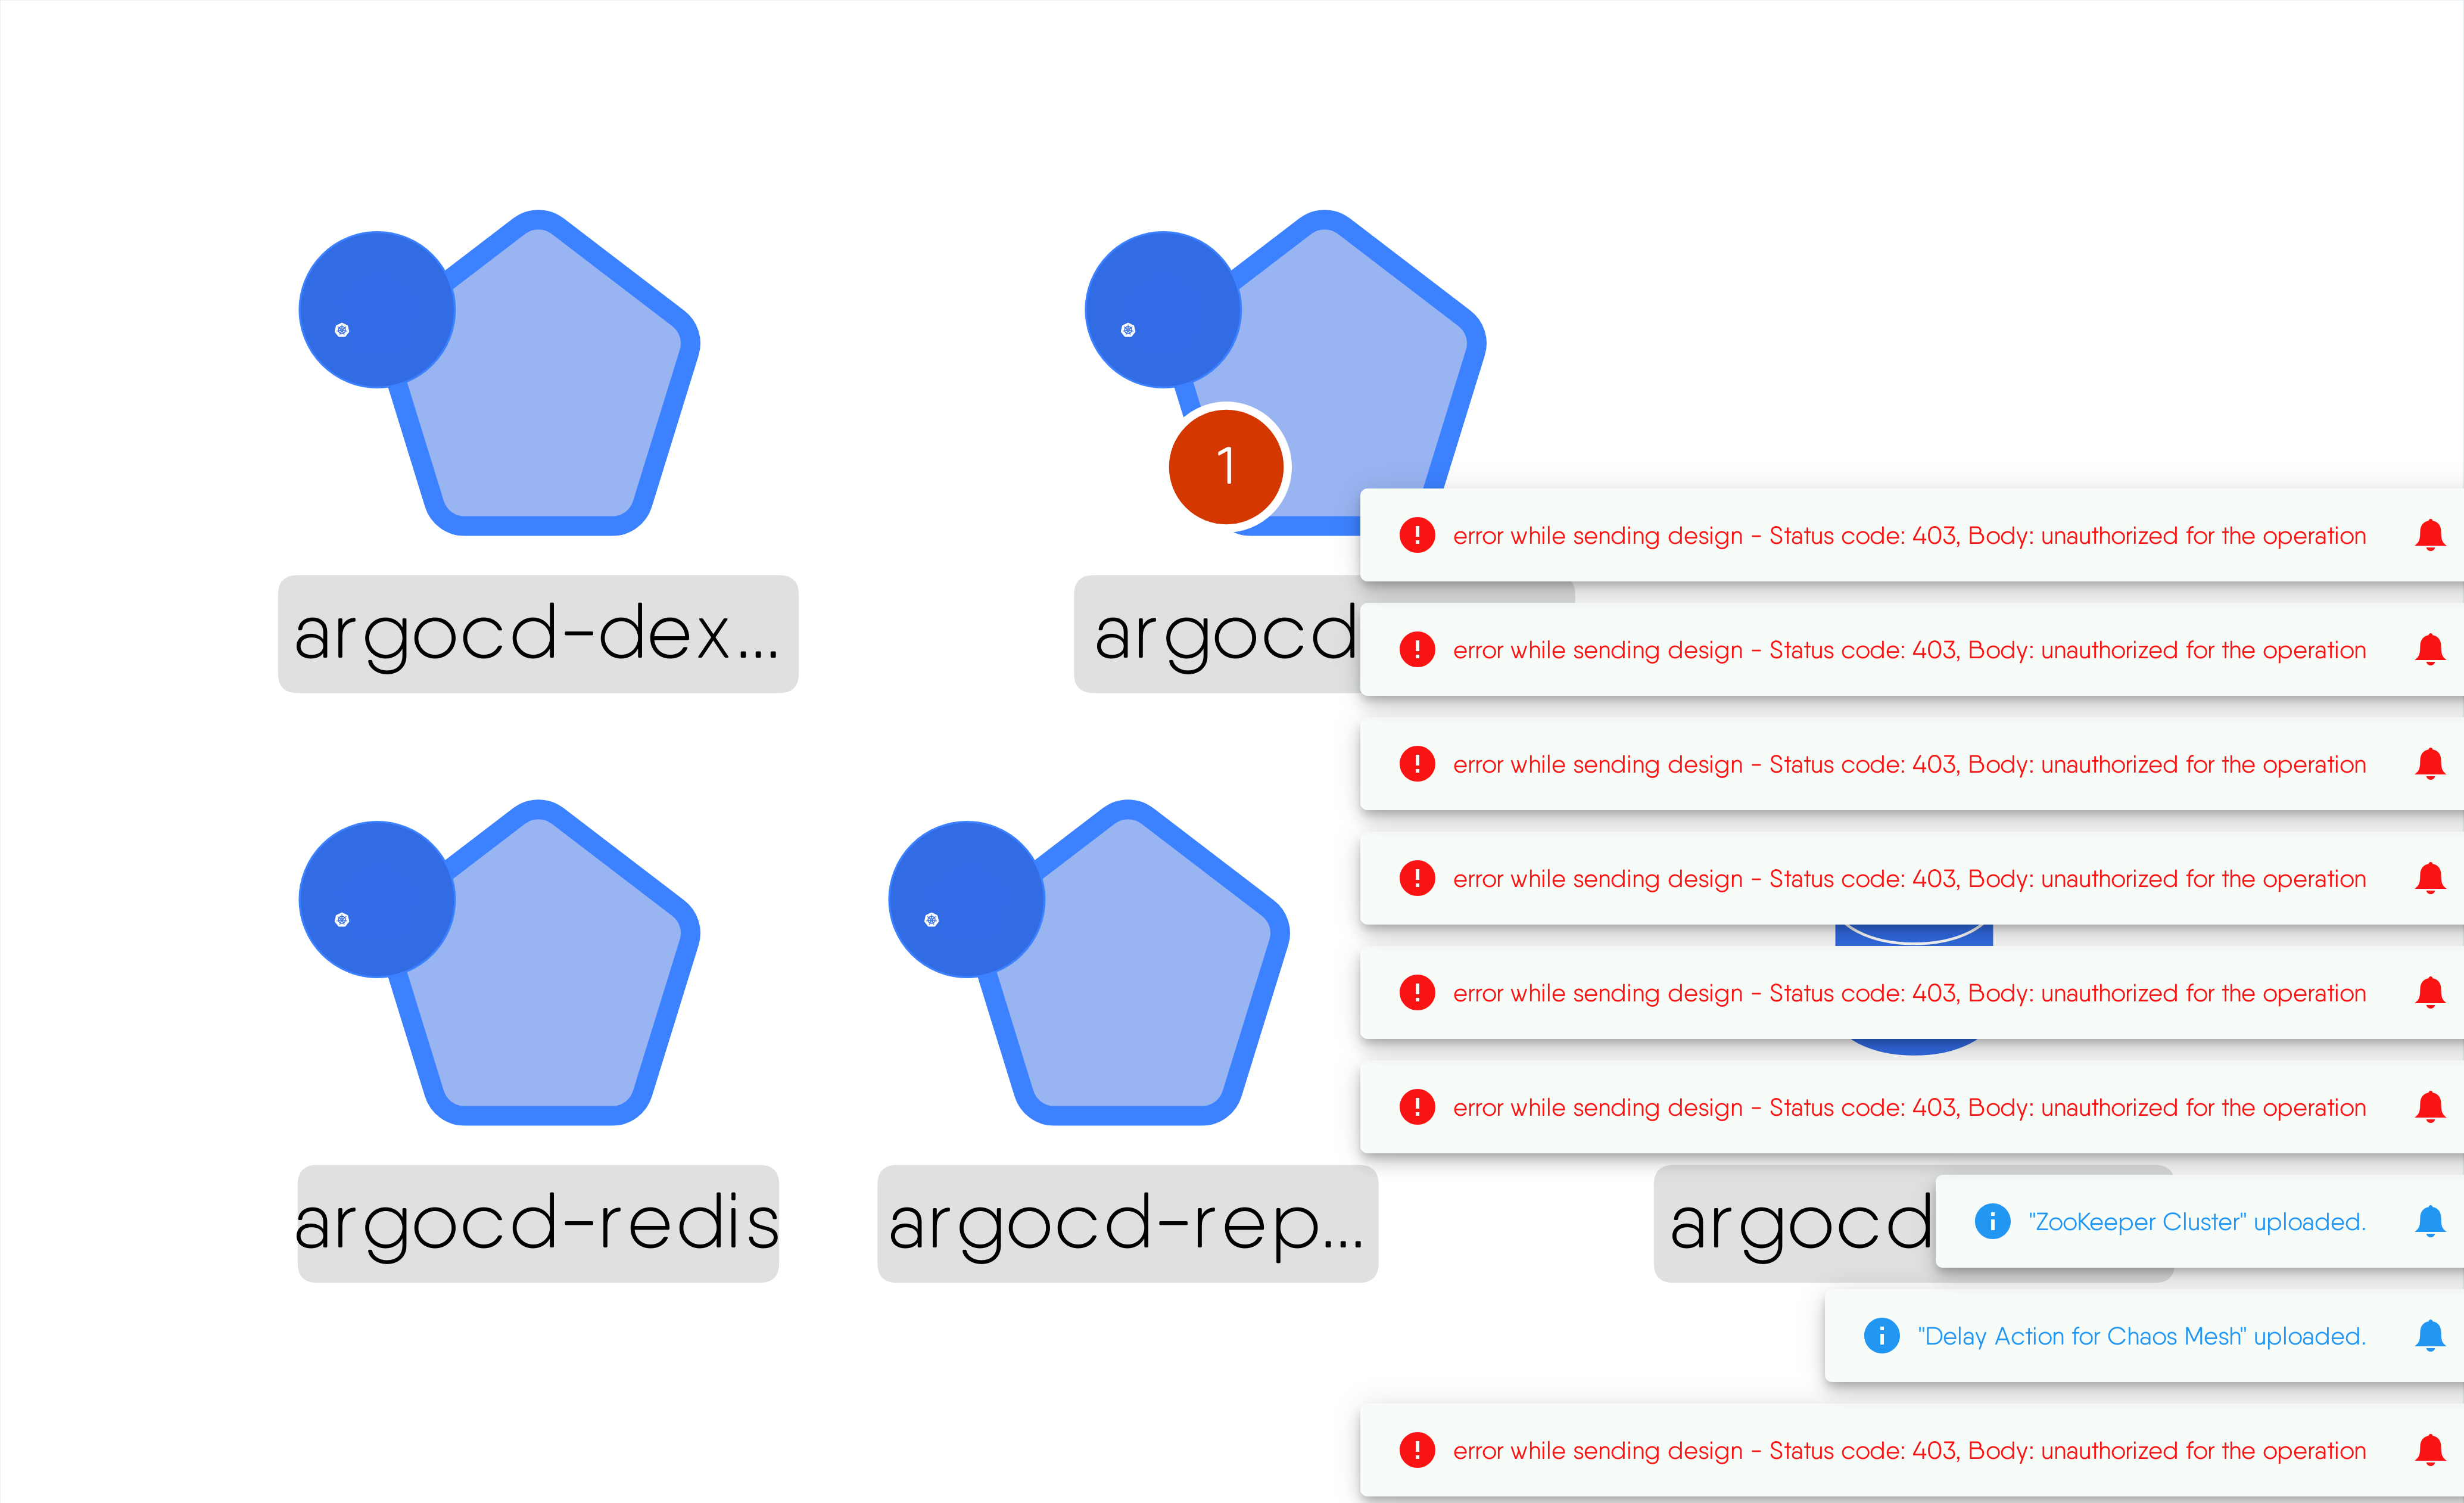 1
argocd-dex...
argocd
argocd-redis
argocd-rep...
argocd
error while sending design - Status code: 403, Body: unauthorized for the operation
error while sending design - Status code: 403, Body: unauthorized for the operation
error while sending design - Status code: 403, Body: unauthorized for the operation
error while sending design - Status code: 403, Body: unauthorized for the operation
error while sending design - Status code: 403, Body: unauthorized for the operation
error while sending design - Status code: 403, Body: unauthorized for the operation
"ZooKeeper Cluster" uploaded.
"Delay Action for Chaos Mesh" uploaded.
error while sending design - Status code: 403, Body: unauthorized for the operation